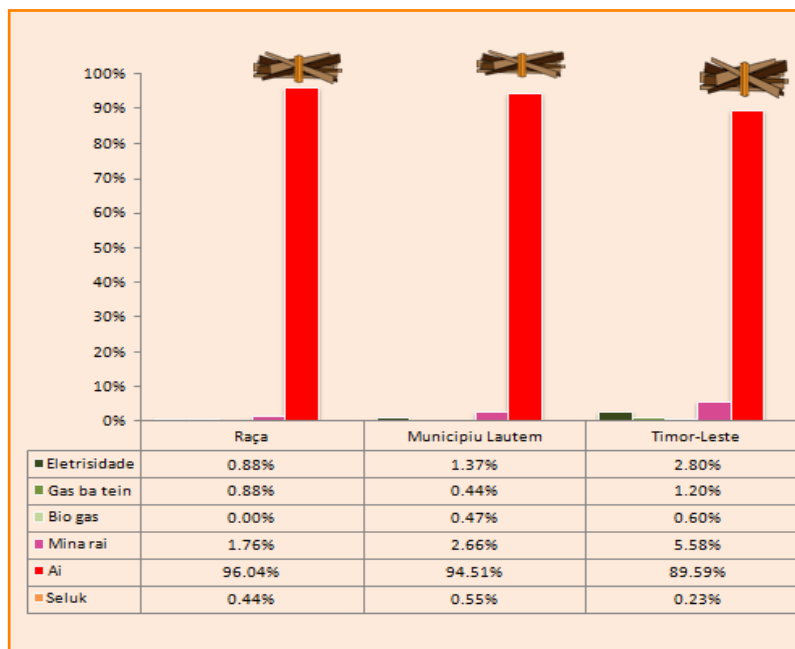 100%
90%
80%
70%
60%
50%
40%
30%
20%
10%
0%
Raça Municipiu Lautem Timor-Leste
Eletrisidade 0.88% 1.37% 2.80%
Gas ba tein 0.88% 0.44% 1.20%
Bio gas 0.00% 0.47% 0.60%
Mina rai 1.76% 2.66% 5.58%
Ai 96.04% 94.51% 89.59%
Seluk 0.44% 0.55% 0.23%